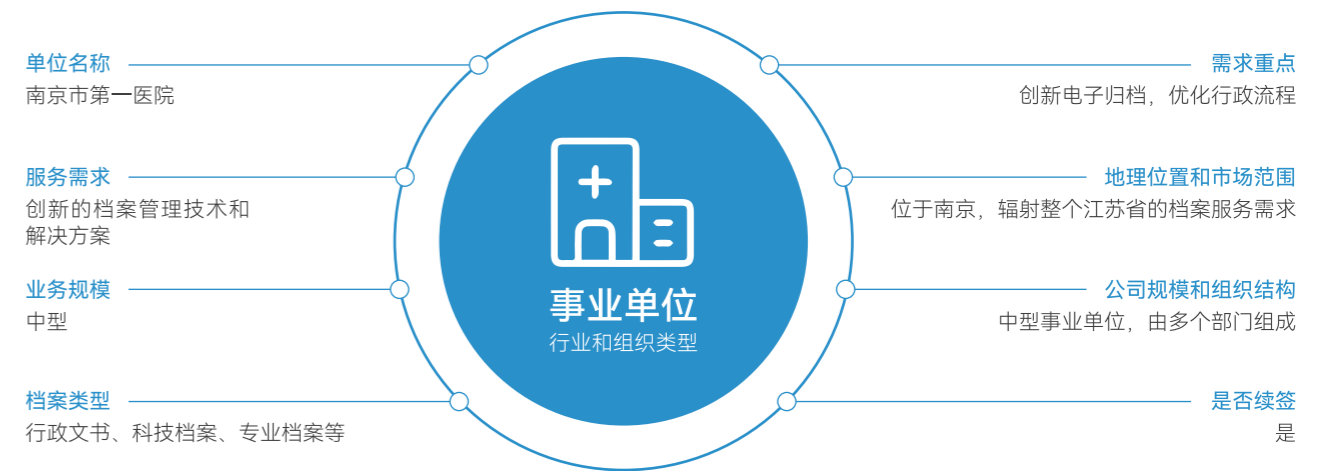 单位名称
南京市第一医院
服务需求
创新的档案管理技术和
解决方案
业务规模
中型
档案类型
行政文书、科技档案、专业档案等
事业单位
行业和组织类型
需求重点
创新电子归档，优化行政流程
地理位置和市场范围
位于南京，辐射整个江苏省的档案服务需求
公司规模和组织结构
中型事业单位，由多个部门组成
是否续签
是